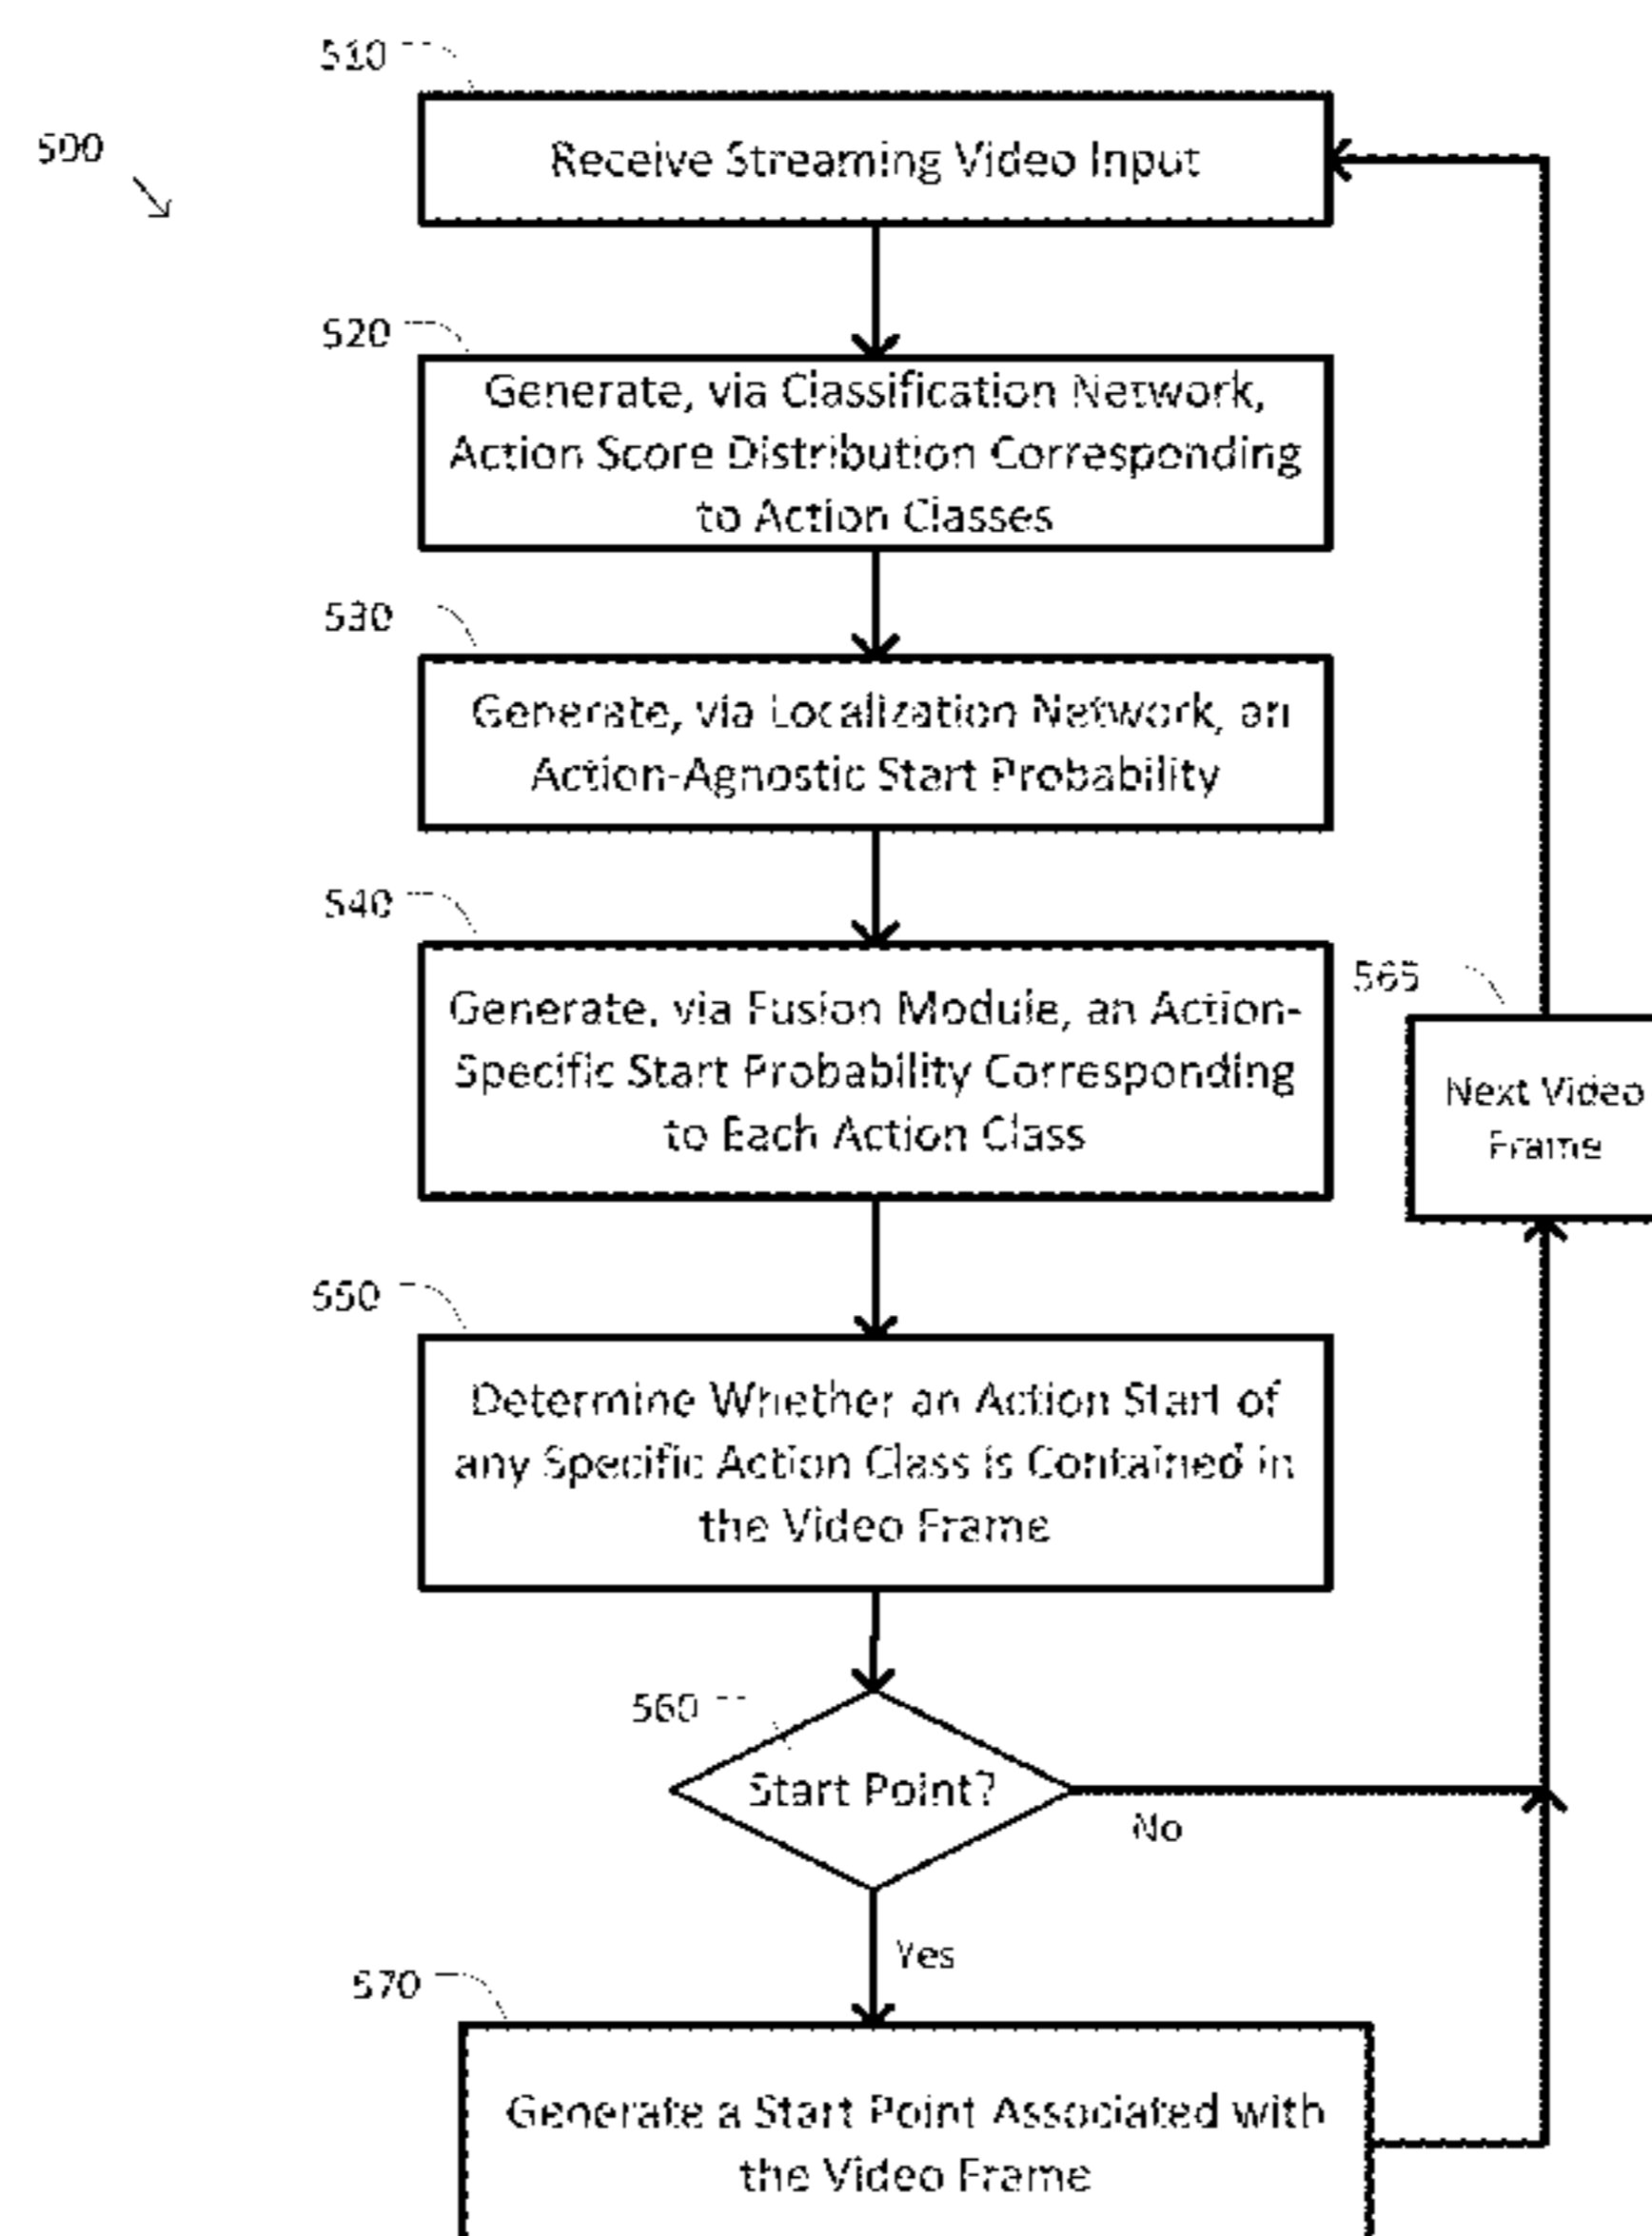 510
500
Receive Streaming Video Input
520
Generate, via Classification Network,
Action Score Distribution Corresponding
to Action Classes
530
Generate, via Localization Network, an
Action-Agnostic Start Probability
540
Generate, via Fusion Module, an Action-
Specific Start Probability Corresponding
to Each Action Class
565
Next Video
Frame
550
Determine Whether an Action Start of
any Specific Action Class is Contained in
the Video Frame
560
Start Point?
No
Yes
570
Generate a Start Point Associated with
the Video Frame